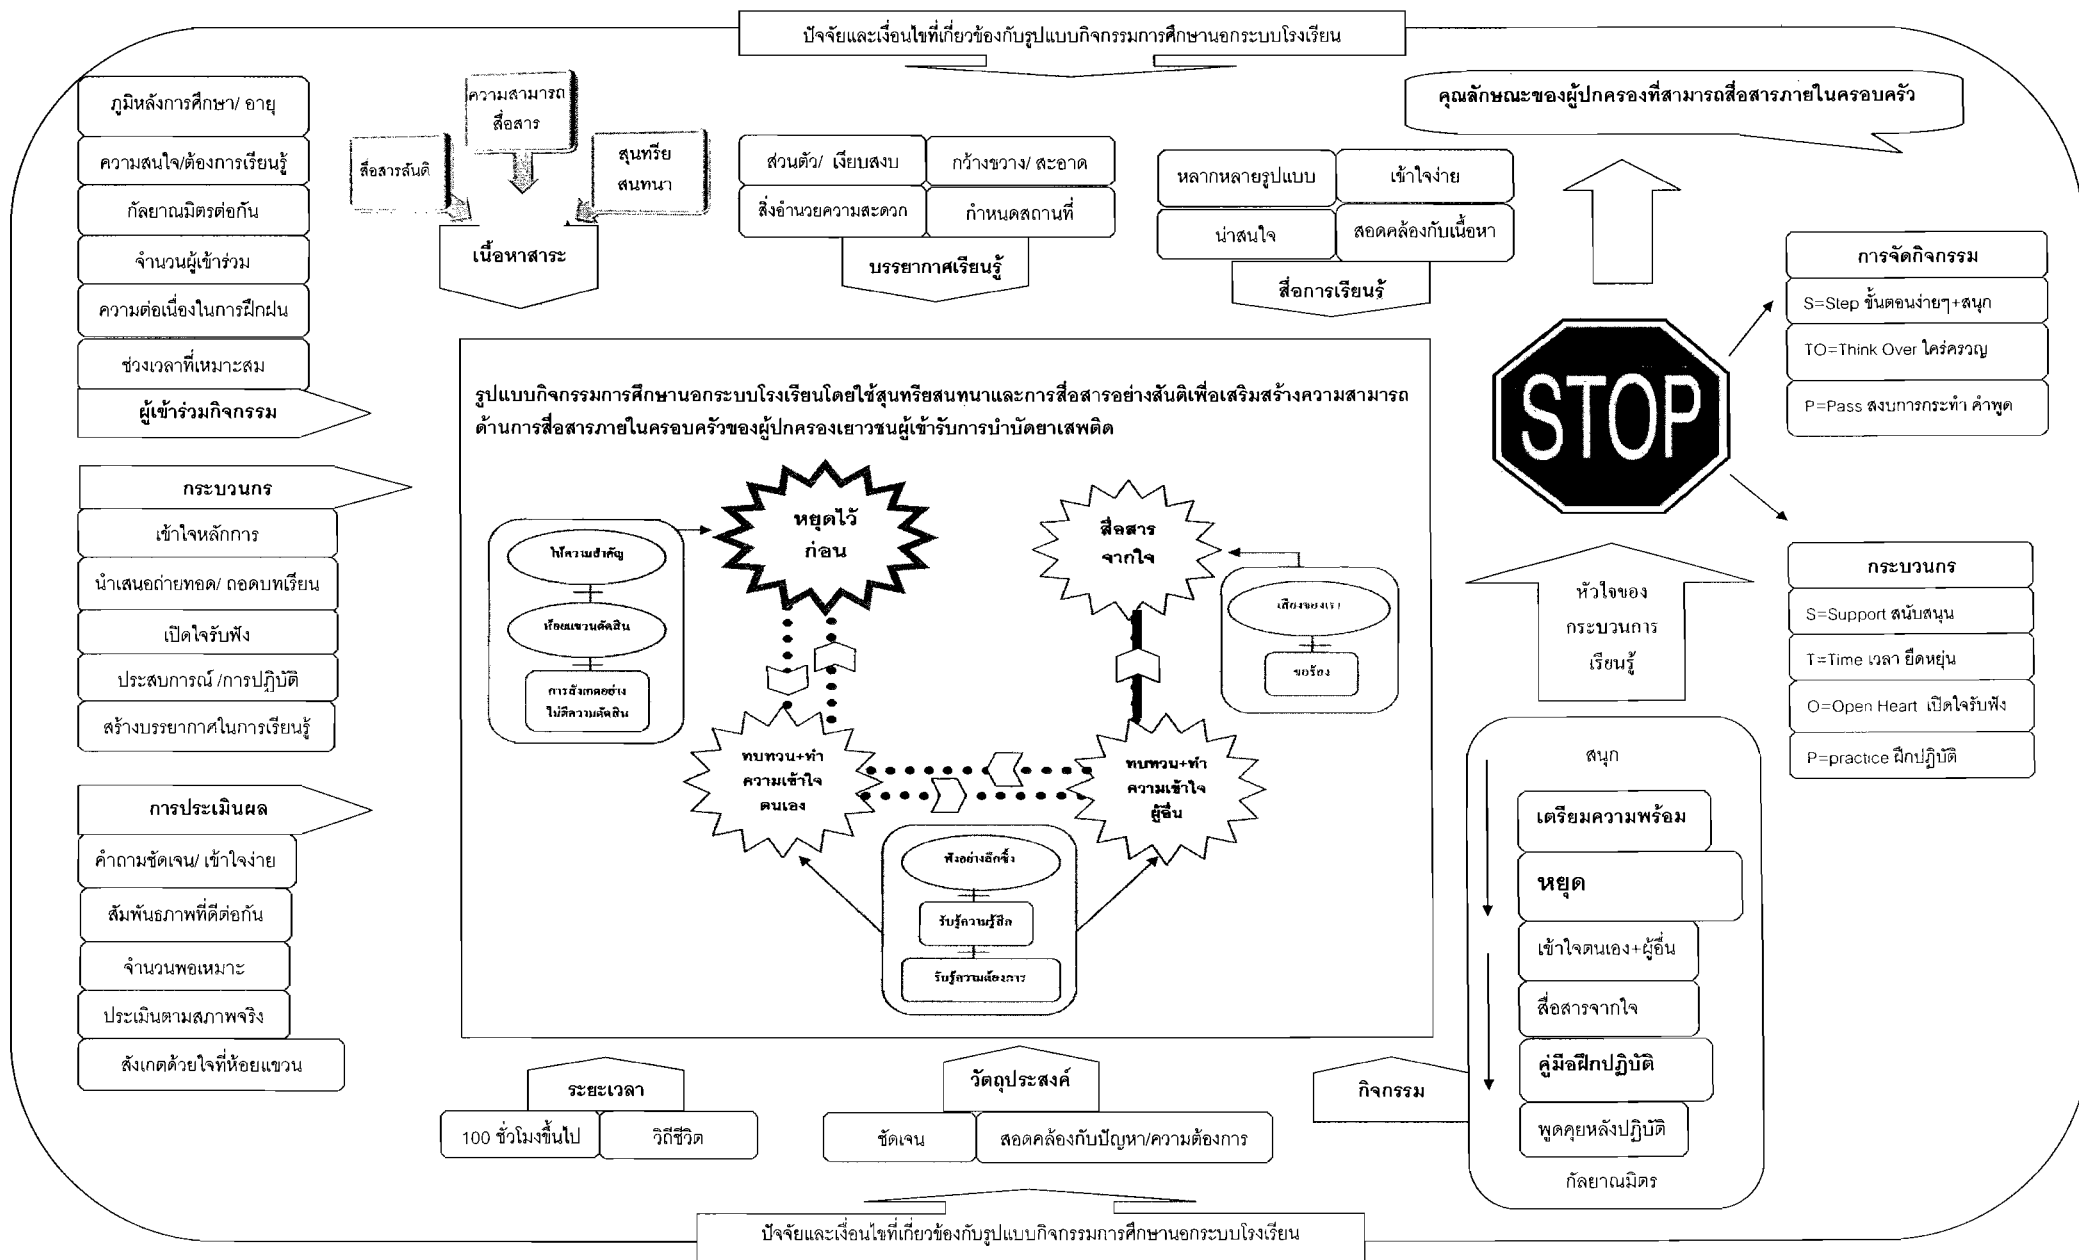 ปัจจัยและเงื่อนไขที่เกี่ยวข้องกับรูปแบบกิจกรรมการศึกษานอกระบบโรงเรียน
ภูมิหลังการศึกษา/ อายุ
ความสนใจ/ต้องการเรียนรู้
กัลยาณมิตรต่อกัน
จำนวนผู้เข้าร่วม
ความต่อเนื่องในการฝึกฝน
ช่วงเวลาที่เหมาะสม
ผู้เข้าร่วมกิจกรรม
สื่อสารสันติ
ความสามารถ
สื่อสาร
สุนทรีย
สนทนา
เนื้อหาสาระ
ส่วนตัว/ เงียบสงบ
กว้างขวาง/ สะอาด
สิ่งอำนวยความสะดวก
กำหนดสถานที่
บรรยากาศเรียนรู้
หลากหลายรูปแบบ
เข้าใจง่าย
น่าสนใจ
สอดคล้องกับเนื้อหา
สื่อการเรียนรู้
คุณลักษณะของผู้ปกครองที่สามารถสื่อสารภายในครอบครัว
การจัดกิจกรรม
S=Step ขั้นตอนง่ายๆ+สนุก
TO=Think Over ใคร่ครวญ
P=Pass สงบการกระทำ คำพูด
STOP
กระบวนกร
S=Support สนับสนุน
T=Time เวลา ยืดหยุ่น
O=Open Heart เปิดใจรับฟัง
P=practice ฝึกปฏิบัติ
หัวใจของ
กระบวนการ
เรียนรู้
กระบวนกร
เข้าใจหลักการ
นำเสนอถ่ายทอด/ ถอดบทเรียน
เปิดใจรับฟัง
ประสบการณ์ /การปฏิบัติ
สร้างบรรยากาศในการเรียนรู้
การประเมินผล
คำถามชัดเจน/ เข้าใจง่าย
สัมพันธภาพที่ดีต่อกัน
จำนวนพอเหมาะ
ประเมินตามสภาพจริง
สังเกตด้วยใจที่ห้อยแขวน
รูปแบบกิจกรรมการศึกษานอกระบบโรงเรียนโดยใช้สุนทรียสนทนาและการสื่อสารอย่างสันติเพื่อเสริมสร้างความสามารถ
ด้านการสื่อสารภายในครอบครัวของผู้ปกครองเยาวชนผู้เข้ารับการบำบัดยาเสพติด
หยุดไว้
ก่อน
ให้ความสำคัญ
ห้อยแขวนตัดสิน
การสังเกตอย่าง
ไม่ตีความตัดสิน
สื่อสาร
จากใจ
เสียงของเรา
ขอร้อง
ทบทวน+ทำ
ความเข้าใจ
ตนเอง
ทบทวน+ทำ
ความเข้าใจ
ผู้อื่น
ฟังอย่างลึกซึ้ง
รับรู้ความรู้สึก
รับรู้ความต้องการ
สนุก
เตรียมความพร้อม
หยุด
เข้าใจตนเอง+ผู้อื่น
สื่อสารจากใจ
คู่มือฝึกปฏิบัติ
พูดคุยหลังปฏิบัติ
กัลยาณมิตร
ระยะเวลา
100 ชั่วโมงขึ้นไป
วิถีชีวิต
วัตถุประสงค์
ชัดเจน
สอดคล้องกับปัญหา/ความต้องการ
กิจกรรม
ปัจจัยและเงื่อนไขที่เกี่ยวข้องกับรูปแบบกิจกรรมการศึกษานอกระบบโรงเรียน